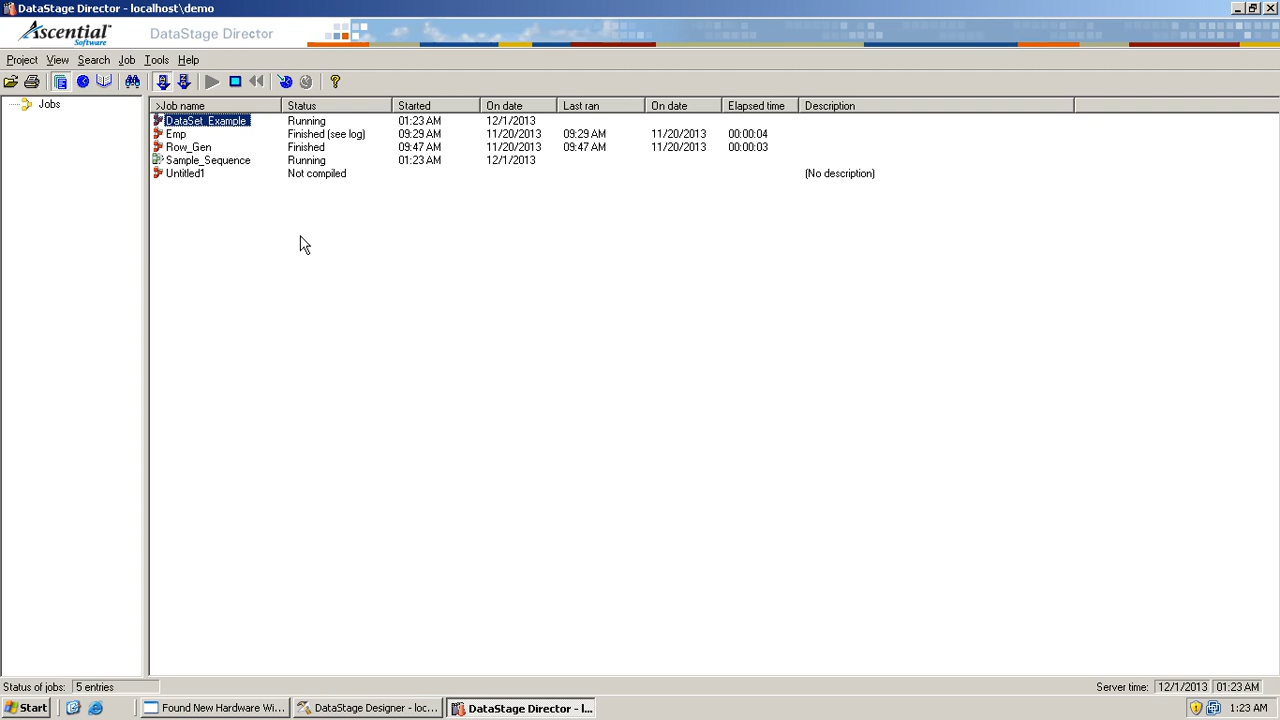 DataStage Director - localhost\demo
Ascential Software
DataStage Director
Project View Search Job Tools Help
Jobs
>Job name Status Started On date Last ran On date Elapsed time Description
DataSet_Example Running 01:23 AM 12/1/2013
Emp Finished (see log) 09:29 AM 11/20/2013 09:29 AM 11/20/2013 00:00:04
Row_Gen Finished 09:47 AM 11/20/2013 09:47 AM 11/20/2013 00:00:03
Sample_Sequence Running 01:23 AM 12/1/2013
Untitled1 Not compiled (No description)
Status of jobs: 5 entries Server time: 12/1/2013 01:23 AM
Start Found New Hardware Wi... DataStage Designer - loc... DataStage Director - l... 1:23 AM